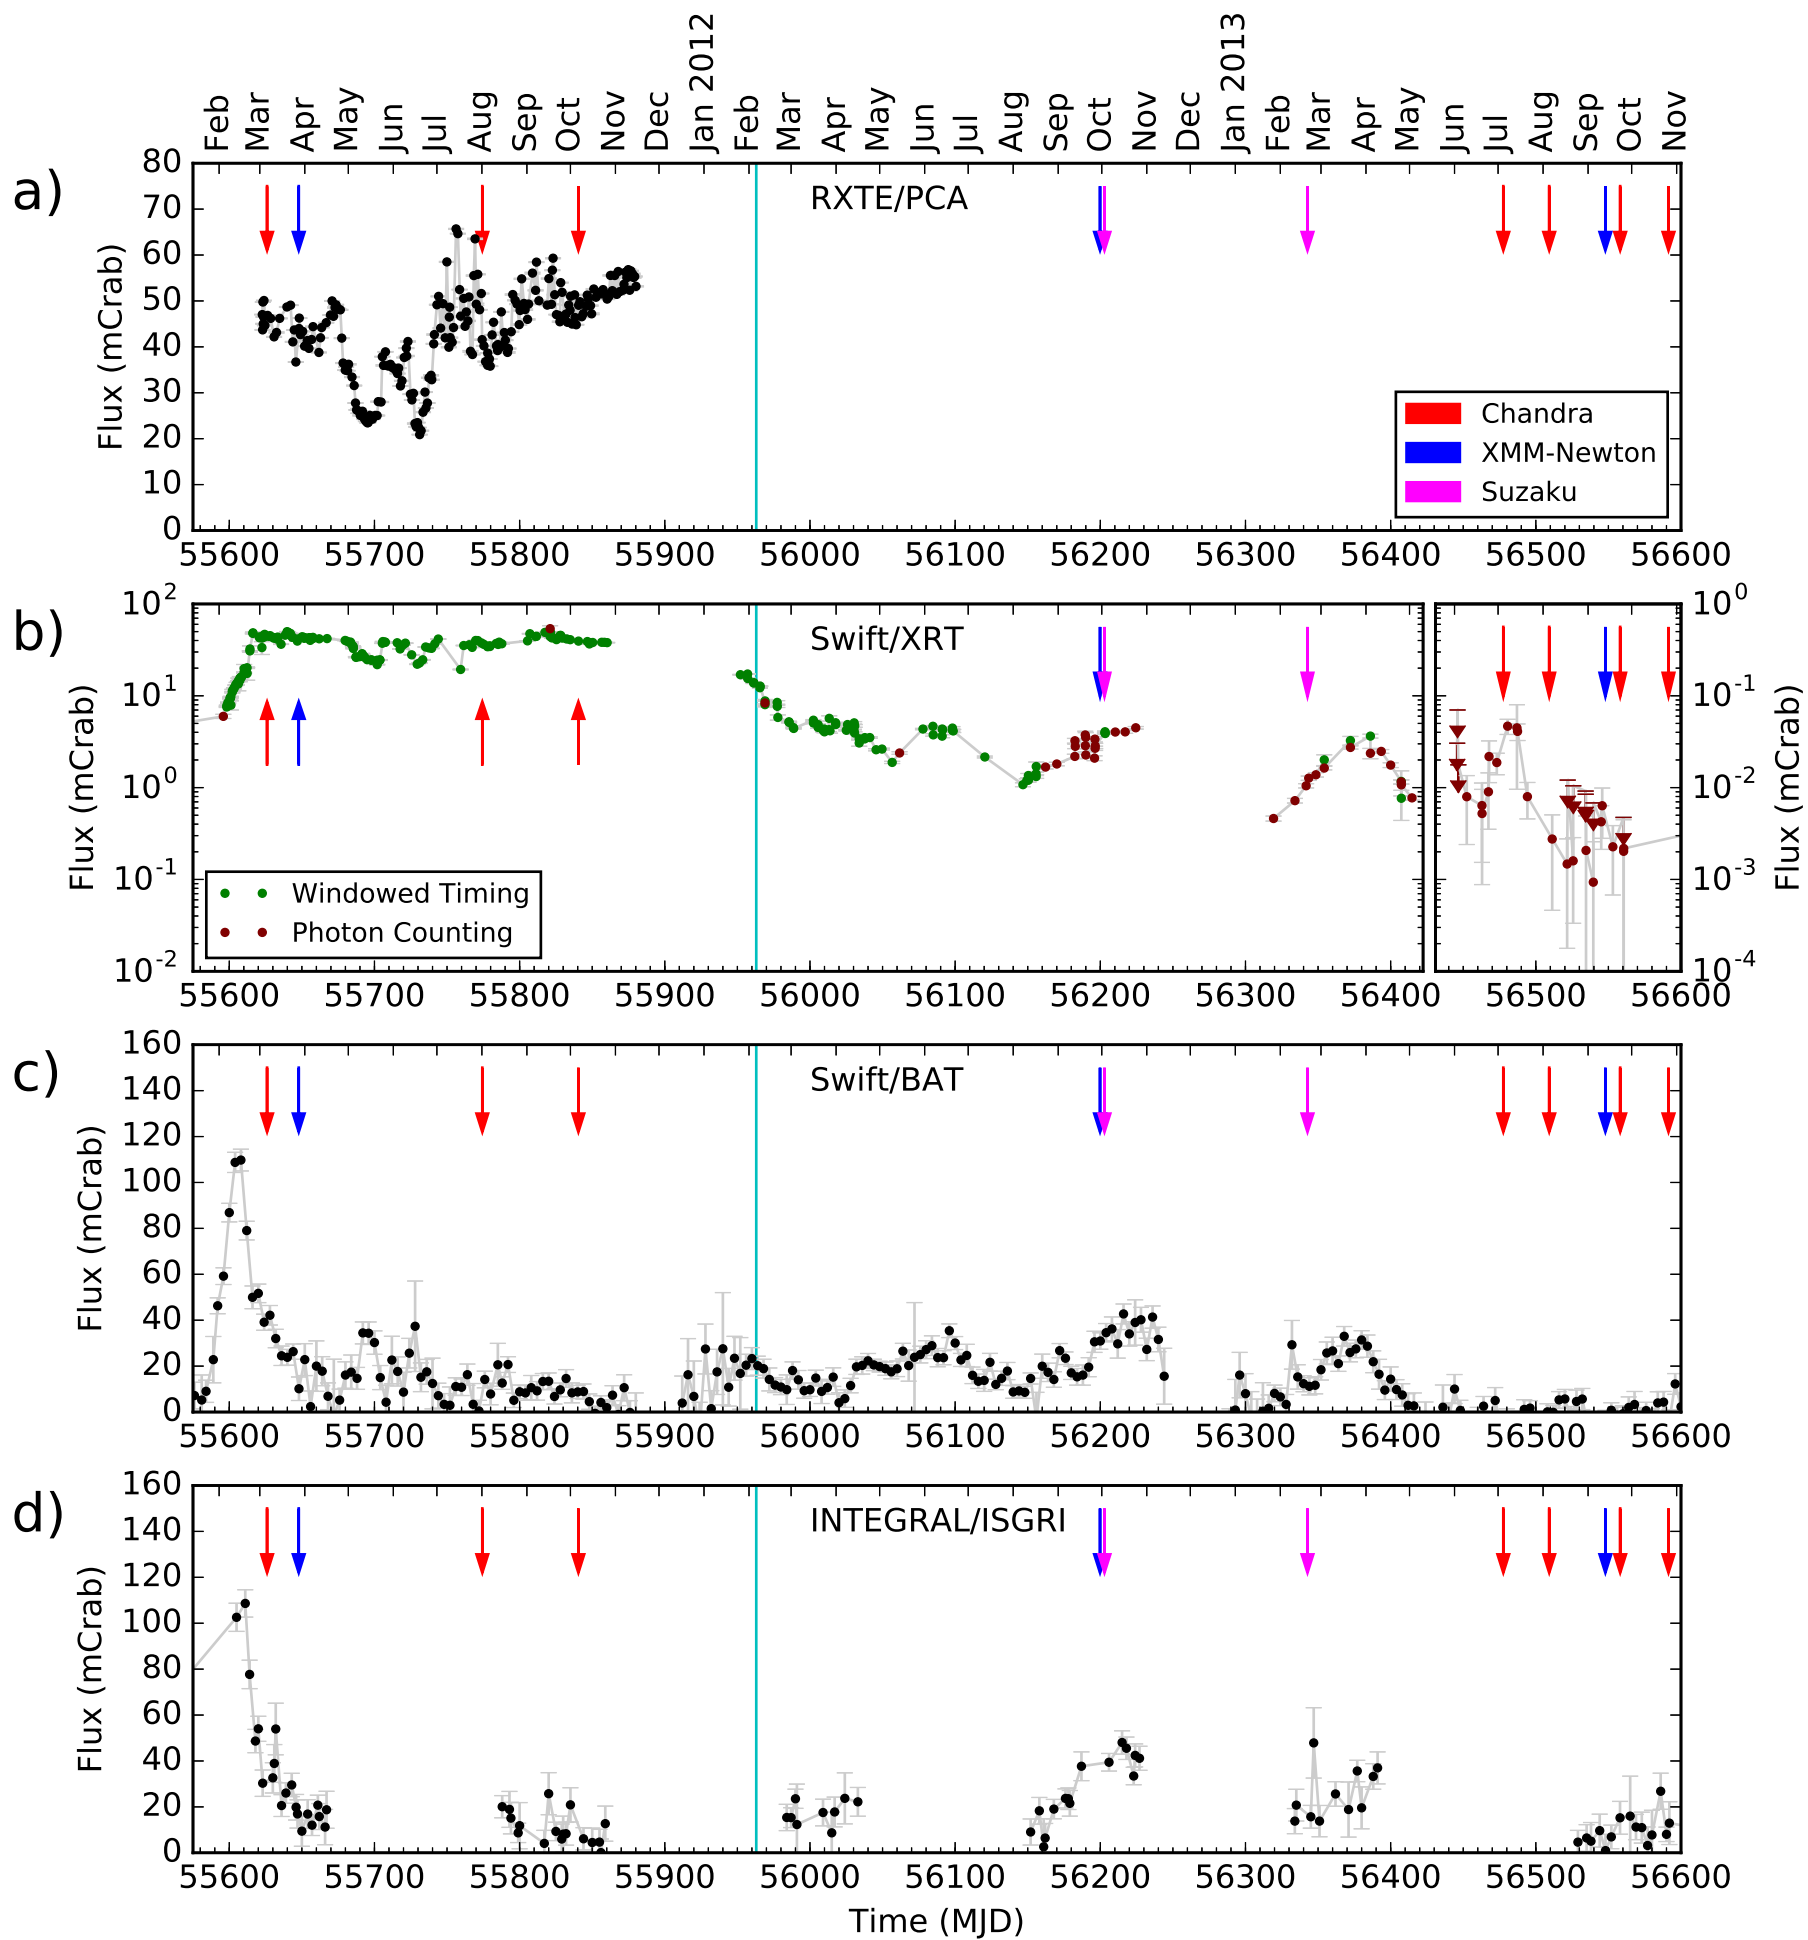 Feb Mar Apr May Jun Jul Aug Sep Oct Nov Dec Jan 2012 Feb Mar Apr May Jun Jul Aug Sep Oct Nov Dec Jan 2013 Feb Mar Apr May Jun Jul Aug Sep Oct Nov
a)
RXTE/PCA
Flux (mCrab)
80
70
60
50
40
30
20
10
0
Chandra
XMM-Newton
Suzaku
55600 55700 55800 55900 56000 56100 56200 56300 56400 56500 56600
b)
Swift/XRT
Flux (mCrab)
10^2
10^1
10^0
10^-1
10^-2
Windowed Timing
Photon Counting
10^0
10^-1
10^-2
10^-3
10^-4
Flux (mCrab)
55600 55700 55800 55900 56000 56100 56200 56300 56400 56500 56600
c)
Swift/BAT
Flux (mCrab)
160
140
120
100
80
60
40
20
0
55600 55700 55800 55900 56000 56100 56200 56300 56400 56500 56600
d)
INTEGRAL/ISGRI
Flux (mCrab)
160
140
120
100
80
60
40
20
0
55600 55700 55800 55900 56000 56100 56200 56300 56400 56500 56600
Time (MJD)